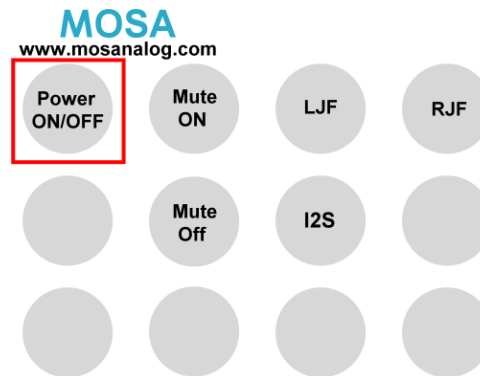 MOSA
www.mosanalog.com
Power
ON/OFF
Mute
ON
LJF
RJF
Mute
Off
I2S